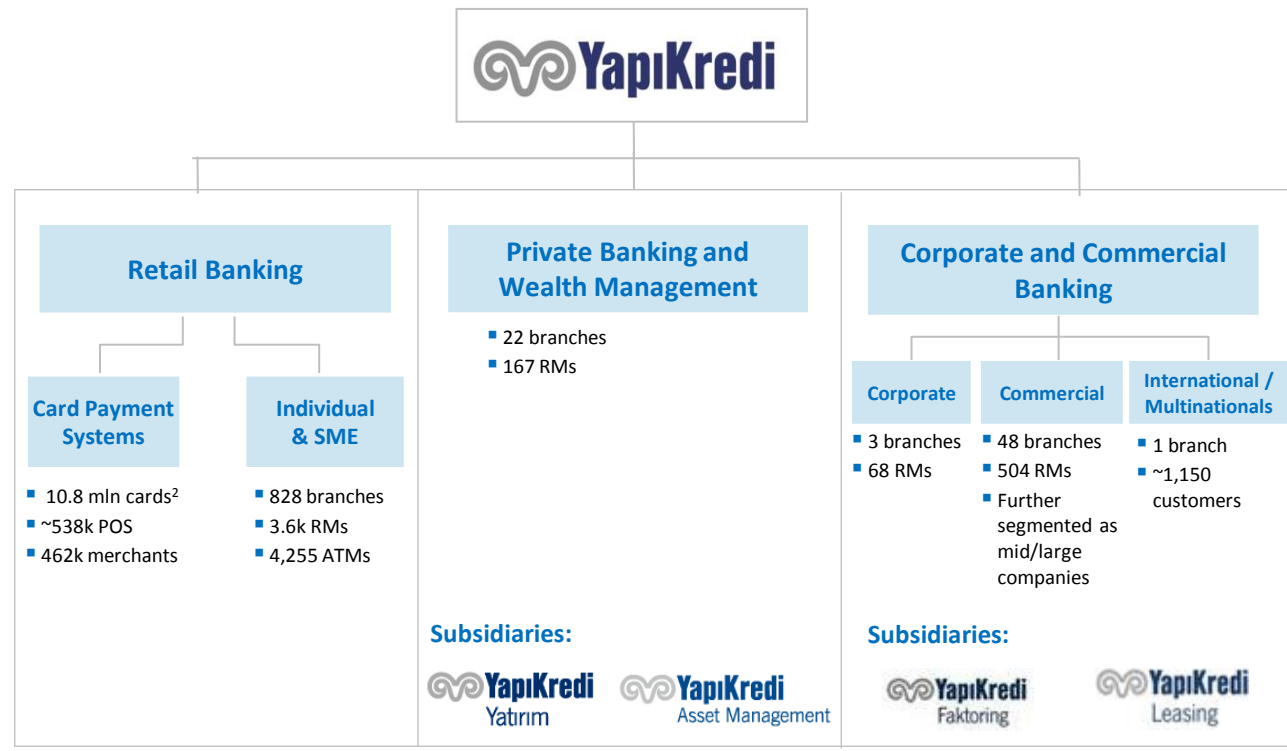 YapıKredi
Retail Banking
Card Payment
Systems
▪ 10.8 mln cards²
▪ ~538k POS
▪ 462k merchants
Individual
& SME
▪ 828 branches
▪ 3.6k RMs
▪ 4,255 ATMs
Private Banking and
Wealth Management
▪ 22 branches
▪ 167 RMs
Subsidiaries:
YapıKredi
Yatırım
YapıKredi
Asset Management
Corporate and Commercial
Banking
Corporate
▪ 3 branches
▪ 68 RMs
Commercial
▪ 48 branches
▪ 504 RMs
▪ Further
segmented as
mid/large
companies
International /
Multinationals
▪ 1 branch
▪ ~1,150
customers
Subsidiaries:
YapıKredi
Faktoring
YapıKredi
Leasing